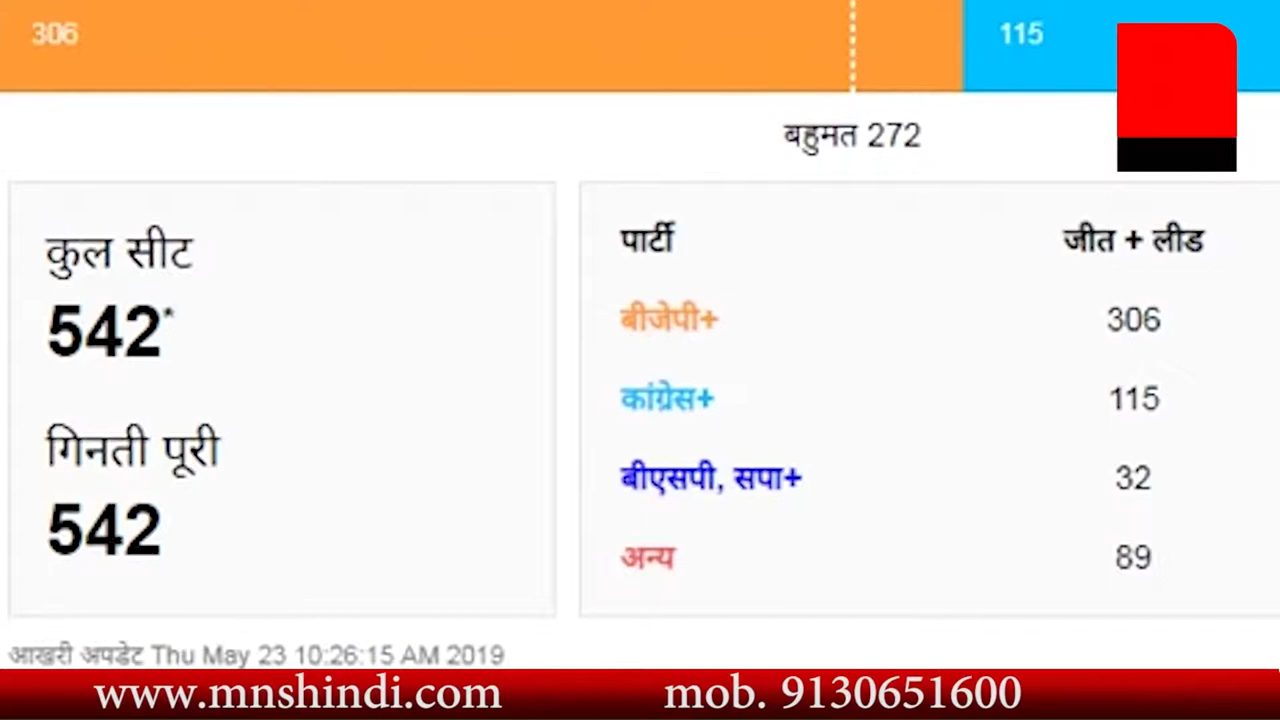 306 115
बहुमत 272
कुल सीट
542*
गिनती पूरी
542
पार्टी जीत + लीड
बीजेपी+ 306
कांग्रेस+ 115
बीएसपी, सपा+ 32
अन्य 89
आखरी अपडेट Thu May 23 10:26:15 AM 2019
www.mnshindi.com mob. 9130651600